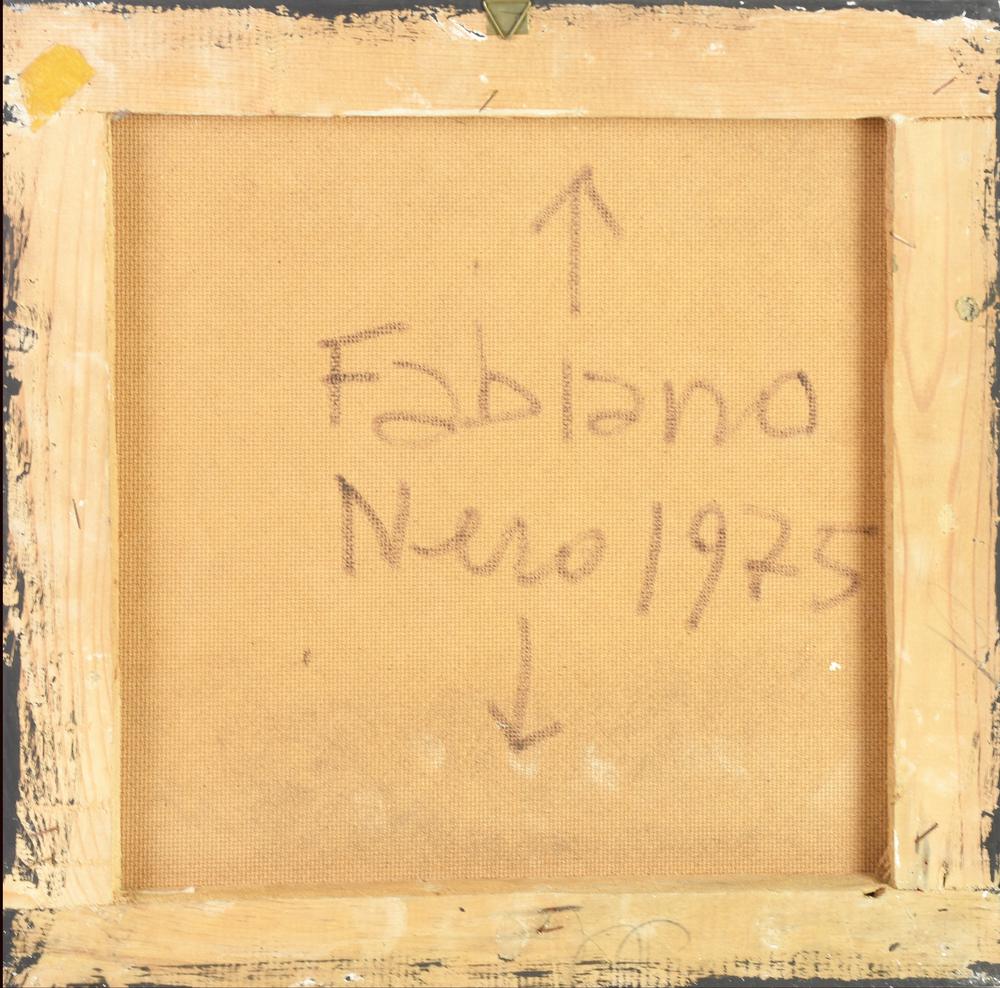 ↑
Fabiano
Nero 1975
↓